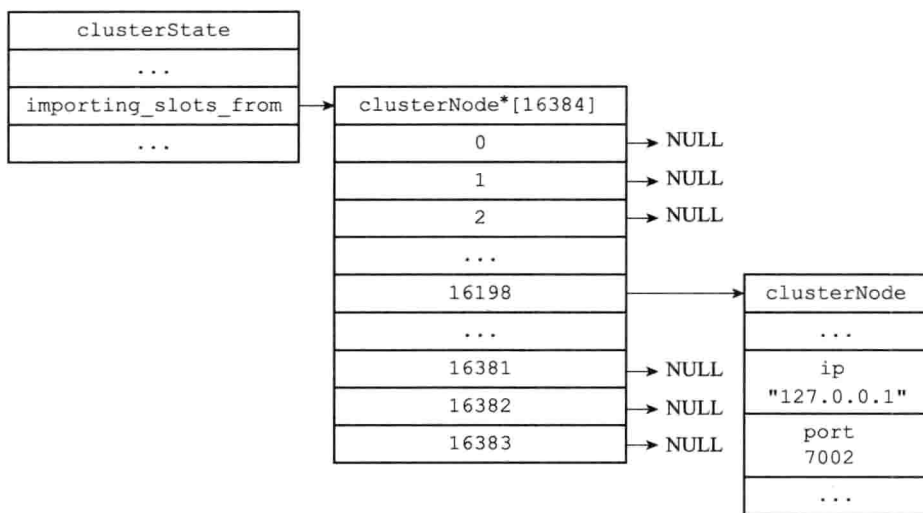 clusterState
...
importing_slots_from
...
clusterNode*[16384]
0
NULL
1
NULL
2
NULL
...
16198
...
16381
NULL
16382
NULL
16383
NULL
clusterNode
...
ip
"127.0.0.1"
port
7002
...